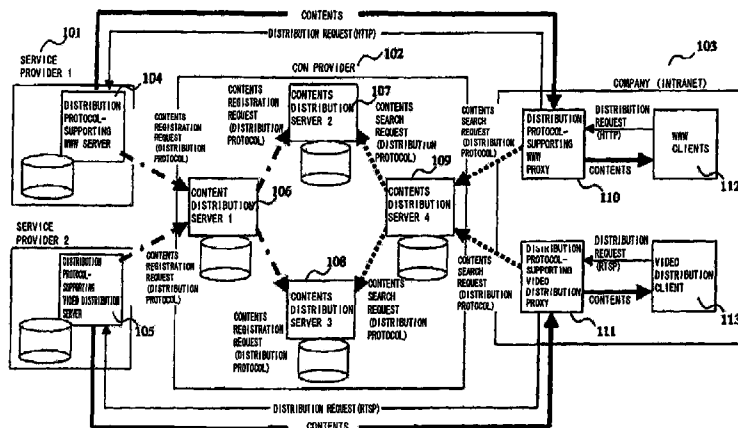 CONTENTS
DISTRIBUTION REQUEST(HTTP)
101
SERVICE
PROVIDER 1
104
DISTRIBUTION
PROTOCOL-
SUPPORTING
WWW SERVER
102
CDN PROVIDER
103
COMPANY (INTRANET)
CONTENTS
REGISTRATION
REQUEST
(DISTRIBUTION
PROTOCOL)
CONTENTS
REGISTRATION
REQUEST
(DISTRIBUTION
PROTOCOL)
107
CONTENTS
DISTRIBUTION
SERVER 2
CONTENTS
SEARCH
REQUEST
(DISTRIBUTION
PROTOCOL)
CONTENTS
SEARCH
REQUEST
(DISTRIBUTION
PROTOCOL)
DISTRIBUTION
PROTOCOL-
SUPPORTING
WWW
PROXY
110
DISTRIBUTION
REQUEST
(HTTP)
CONTENTS
WWW
CLIENTS
112
106
CONTENT
DISTRIBUTION
SERVER 1
109
CONTENTS
DISTRIBUTION
SERVER 4
SERVICE
PROVIDER 2
DISTRIBUTION
PROTOCOL-
SUPPORTING
VIDEO DISTRIBUTION
SERVER
105
CONTENTS
REGISTRATION
REQUEST
(DISTRIBUTION
PROTOCOL)
108
CONTENTS
DISTRIBUTION
SERVER 3
CONTENTS
REGISTRATION
REQUEST
(DISTRIBUTION
PROTOCOL)
CONTENTS
SEARCH
REQUEST
(DISTRIBUTION
PROTOCOL)
CONTENTS
SEARCH
REQUEST
(DISTRIBUTION
PROTOCOL)
DISTRIBUTION
PROTOCOL-
SUPPORTING
VIDEO
DISTRIBUTION
PROXY
111
DISTRIBUTION
REQUEST
(RTSP)
CONTENTS
VIDEO
DISTRIBUTION
CLIENT
113
DISTRIBUTION REQUEST(RTSP)
CONTENTS